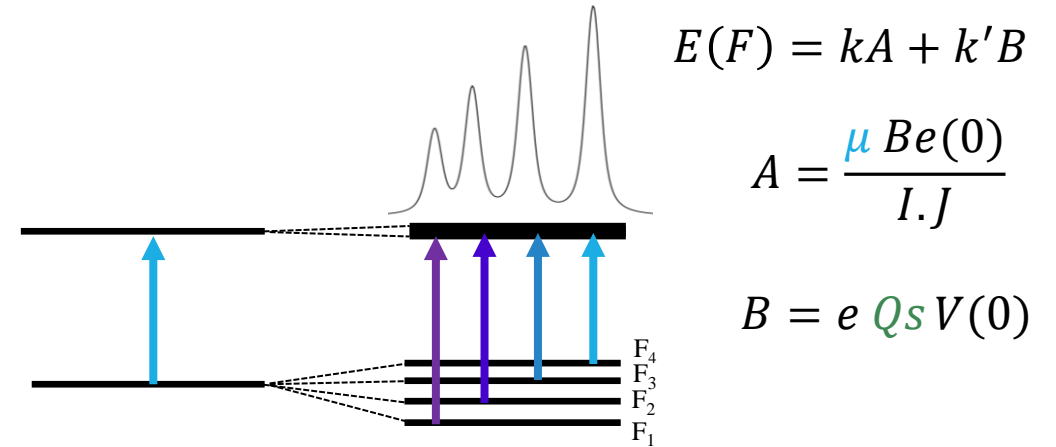 E(F) = kA + k′B
A = μ Be(0) / I.J
B = e Qs V(0)
F₄
F₃
F₂
F₁